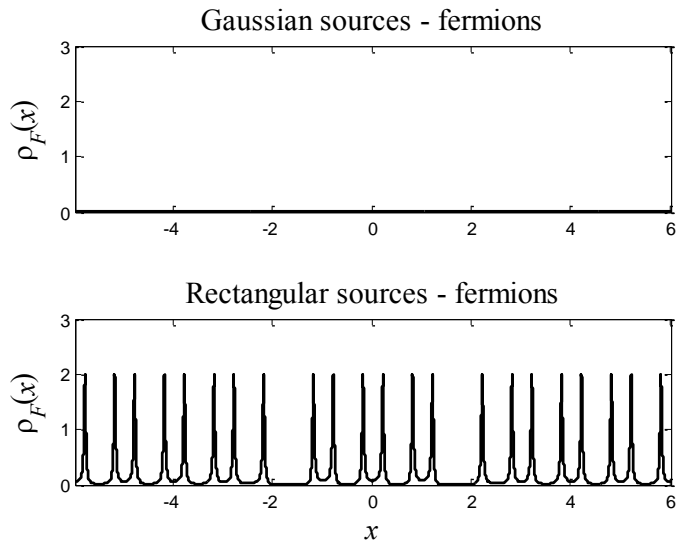 Gaussian sources - fermions
3
2
1
0
ρF(x)
-4 -2 0 2 4 6
Rectangular sources - fermions
3
2
1
0
ρF(x)
-4 -2 0 2 4 6
x